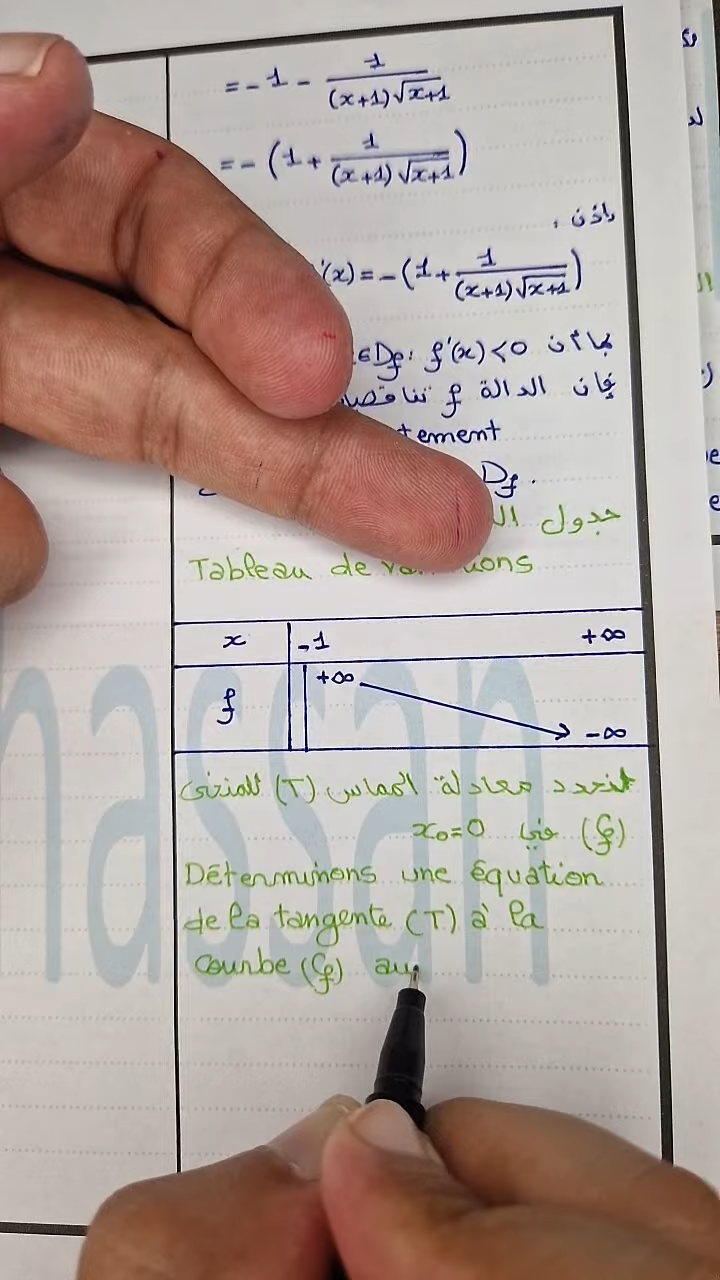 = - 1 - 1/((x+1)√(x+1))
= - (1 + 1/((x+1)√(x+1)))
إذن،
'(x) = - (1 + 1/((x+1)√(x+1)))
بما أن ∈Df: f'(x) < 0
فإن الدالة f تناقصية
tement
Df.
جدول
Tableau de
x -1 +∞
f +∞ -∞
لنحدد معادلة المماس (T) للمنحنى
(Cf) في x₀=0
Déterminons une équation
de la tangente (T) à la
courbe (Cf) au
hassan